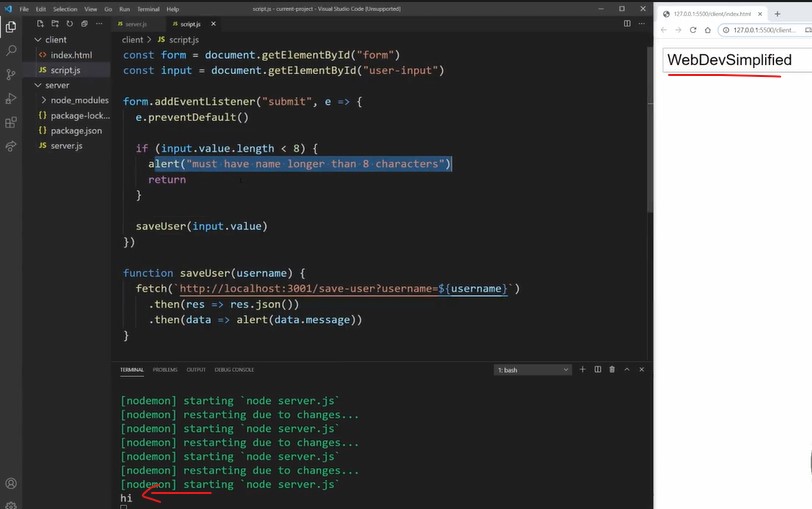 File Edit Selection View Go Run Terminal Help
script.js - current-project - Visual Studio Code [Unsupported]
server.js
script.js
client
index.html
script.js
server
node_modules
package-lock...
package.json
server.js
client > script.js
const form = document.getElementById("form")
const input = document.getElementById("user-input")
form.addEventListener("submit", e => {
e.preventDefault()
if (input.value.length < 8) {
alert("must have name longer than 8 characters")
return
}
saveUser(input.value)
})
function saveUser(username) {
fetch(`http://localhost:3001/save-user?username=${username}`)
.then(res => res.json())
.then(data => alert(data.message))
}
TERMINAL PROBLEMS OUTPUT DEBUG CONSOLE
1: bash
[nodemon] starting `node server.js`
[nodemon] restarting due to changes...
[nodemon] starting `node server.js`
[nodemon] restarting due to changes...
[nodemon] starting `node server.js`
[nodemon] restarting due to changes...
[nodemon] starting `node server.js`
hi
127.0.0.1:5500/client/index.html
127.0.0.1:5500/client...
WebDevSimplified